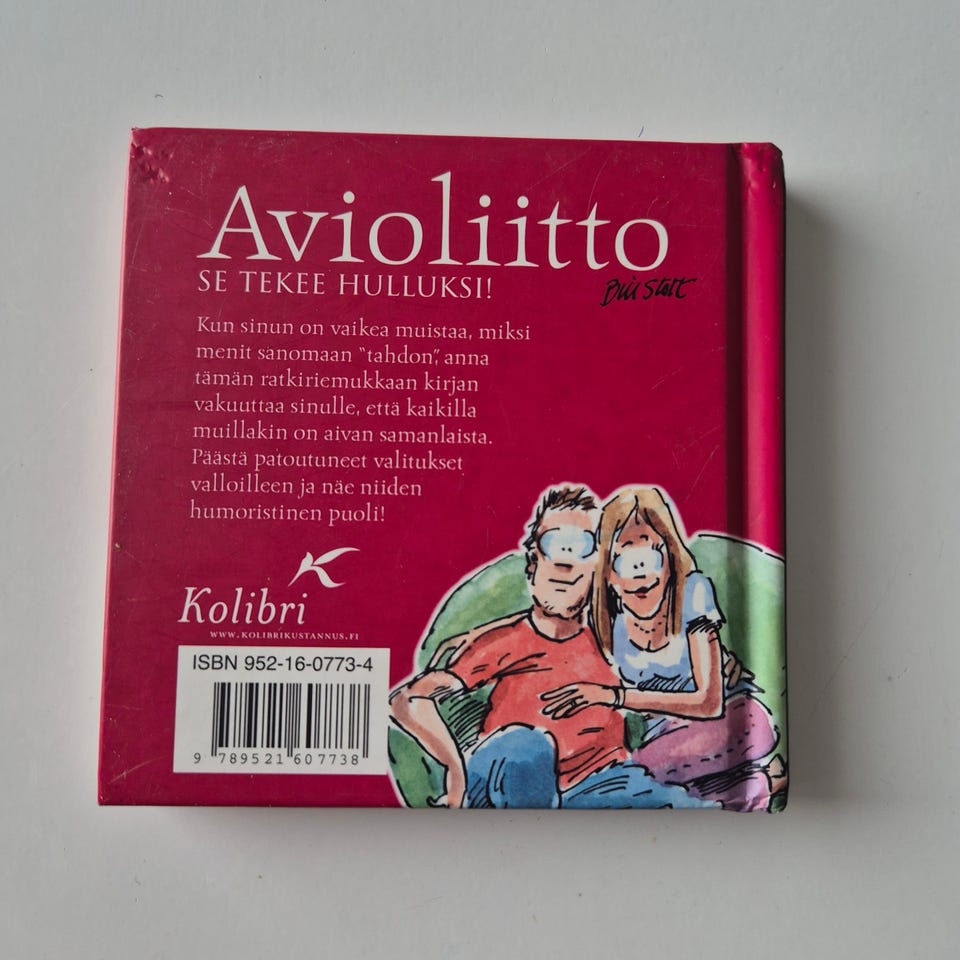 Avioliitto
SE TEKEE HULLUKSI!
Bill Stott
Kun sinun on vaikea muistaa, miksi
menit sanomaan "tahdon", anna
tämän ratkiriemukkaan kirjan
vakuuttaa sinulle, että kaikilla
muillakin on aivan samanlaista.
Päästä patoutuneet valitukset
valloilleen ja näe niiden
humoristinen puoli!
Kolibri
WWW.KOLIBRIKUSTANNUS.FI
ISBN 952-16-0773-4
9 789521 607738